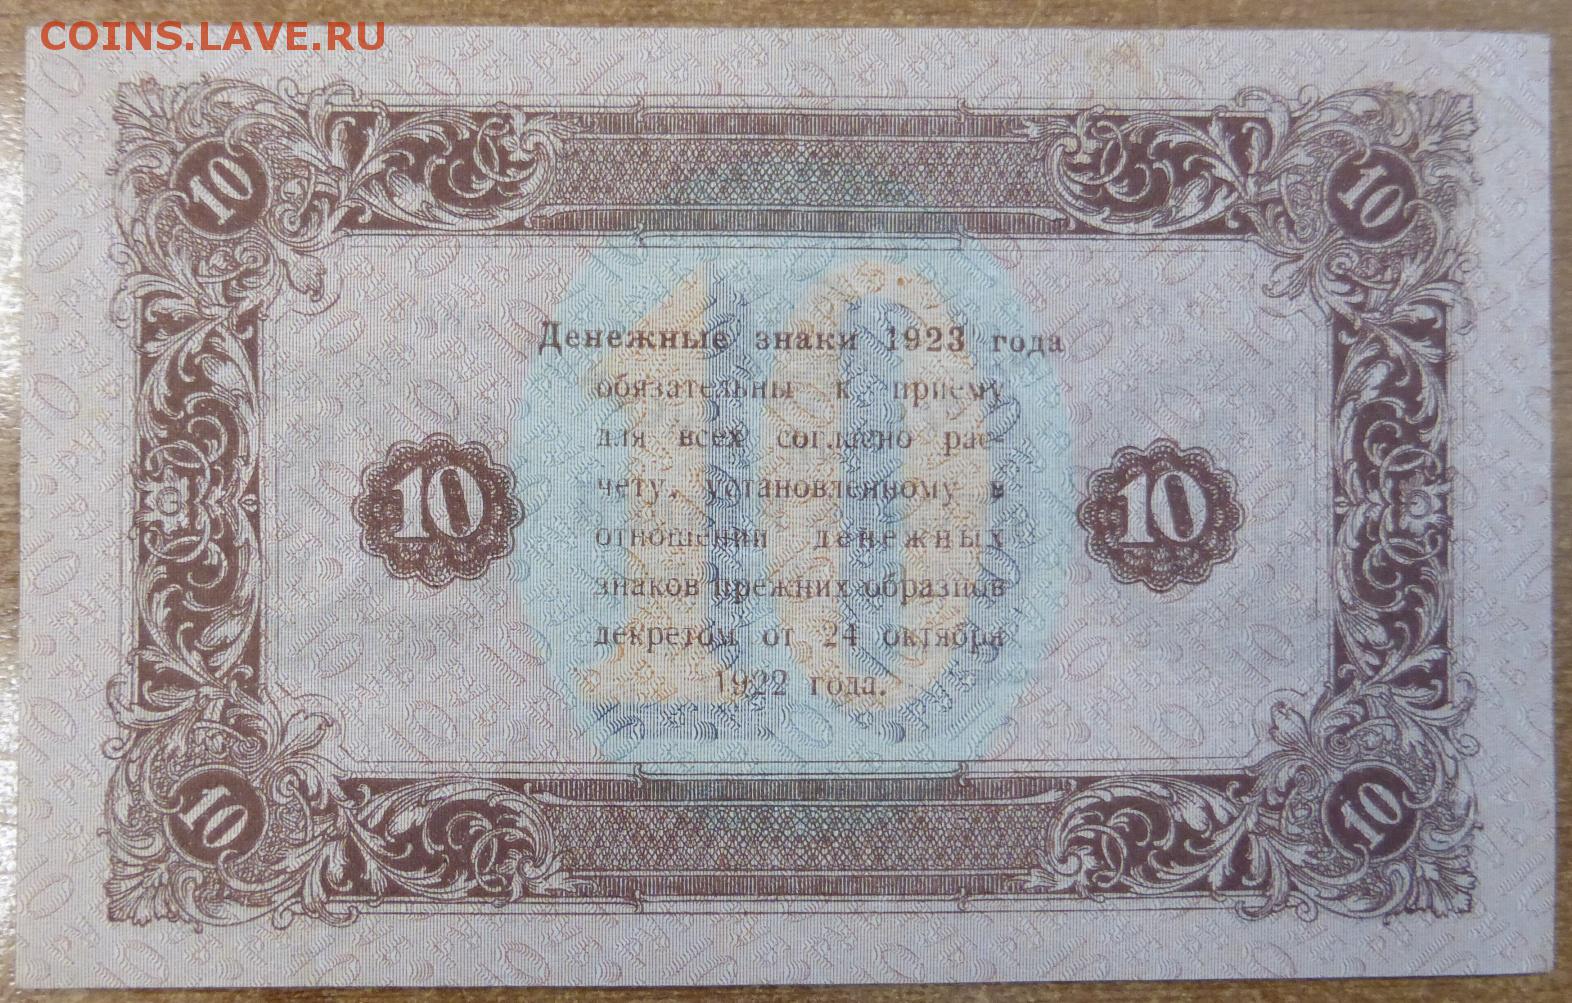 COINS.LAVE.RU
10 10
Денежные знаки 1923 года
обязательны к приему
для всех согласно рас-
чету, установленному в
10 10 10
отношении денежных
знаков прежних образцов
декретом от 24 октября
1922 года.
10 10